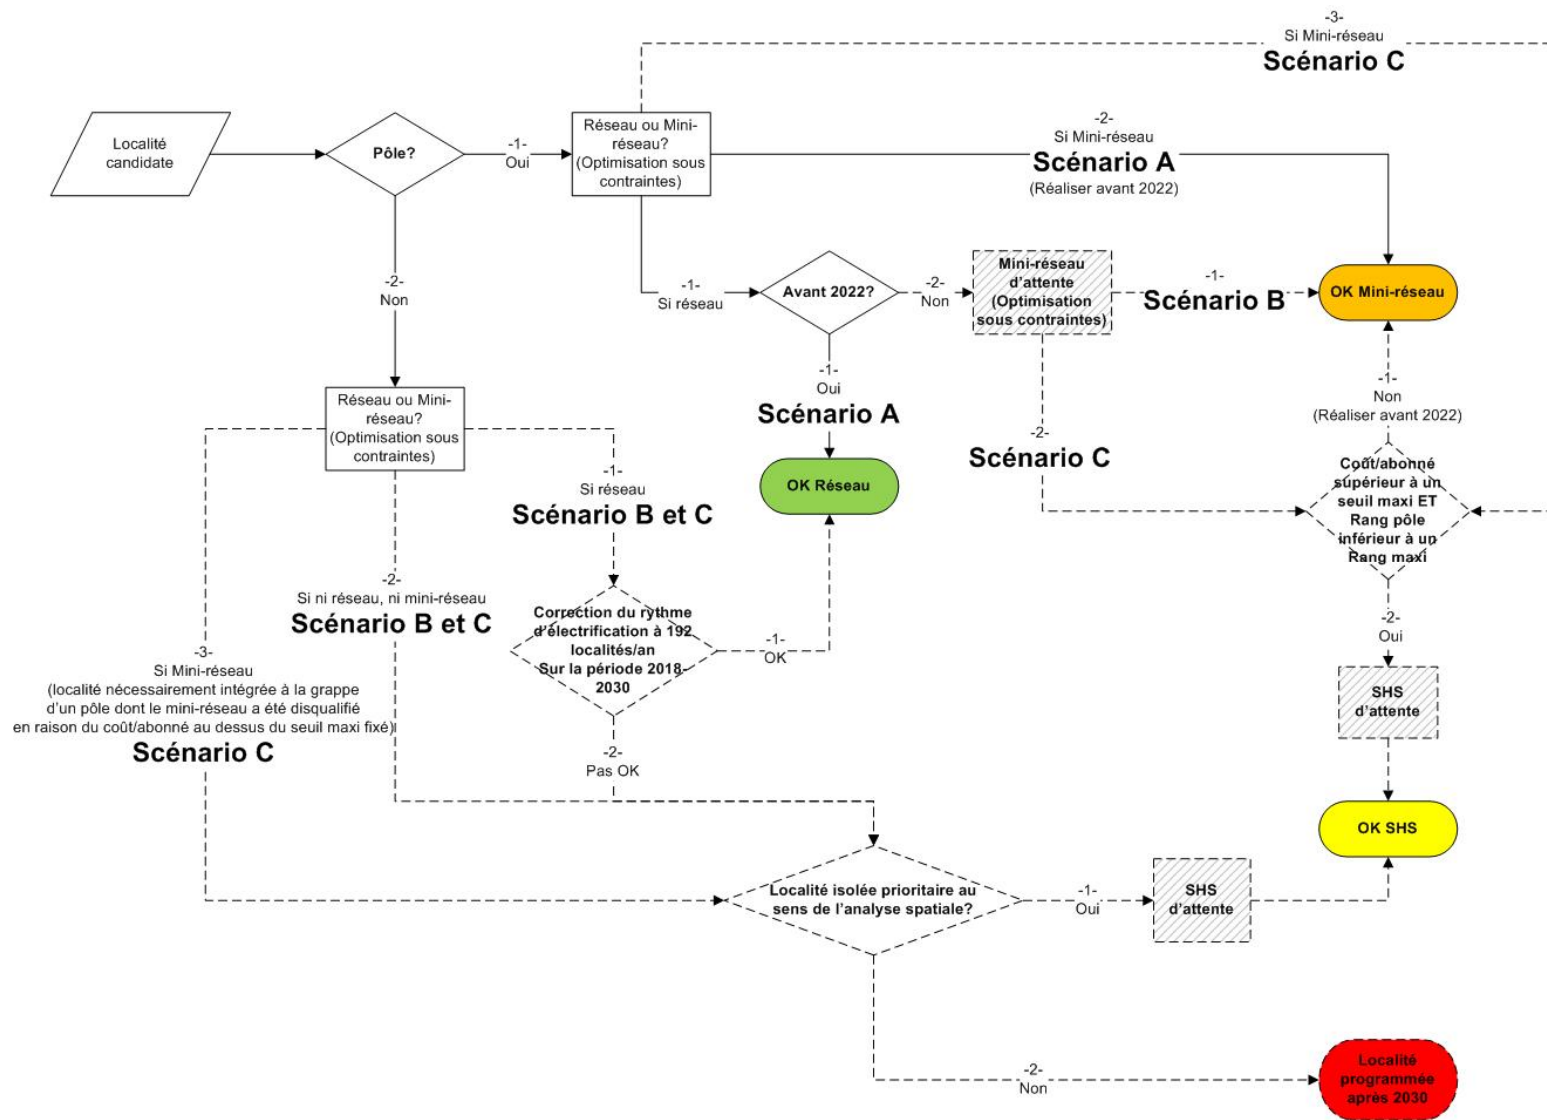 -3-
Si Mini-réseau
Scénario C
Localité
candidate
Pôle?
-1-
Oui
Réseau ou Mini-
réseau?
(Optimisation sous
contraintes)
-2-
Si Mini-réseau
Scénario A
(Réaliser avant 2022)
-2-
Non
-1-
Si réseau
Avant 2022?
-2-
Non
Mini-réseau
d'attente
(Optimisation
sous contraintes)
-1-
Scénario B
OK Mini-réseau
-1-
Oui
Scénario A
-1-
Non
(Réaliser avant 2022)
Réseau ou Mini-
réseau?
(Optimisation sous
contraintes)
-2-
Scénario C
Coût/abonné
supérieur à un
seuil maxi ET
Rang pôle
inférieur à un
Rang maxi
-1-
Si réseau
Scénario B et C
OK Réseau
-2-
Si ni réseau, ni mini-réseau
Scénario B et C
Correction du rythme
d'électrification à 192
localités/an
Sur la période 2018-
2030
-1-
OK
-2-
Oui
-3-
Si Mini-réseau
(localité nécessairement intégrée à la grappe
d'un pôle dont le mini-réseau a été disqualifié
en raison du coût/abonné au dessus du seuil maxi fixé)
Scénario C
SHS
d'attente
-2-
Pas OK
OK SHS
Localité isolée prioritaire au
sens de l'analyse spatiale?
-1-
Oui
SHS
d'attente
-2-
Non
Localité
programmée
après 2030